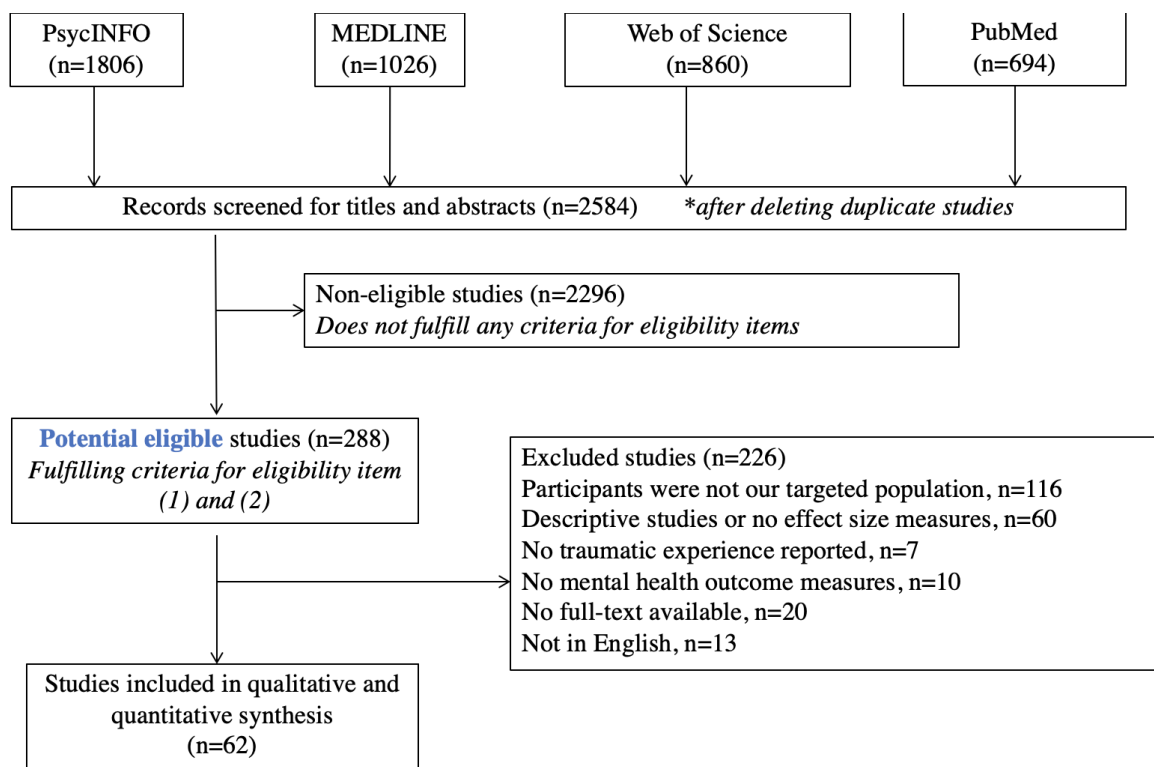 PsycINFO
(n=1806)
MEDLINE
(n=1026)
Web of Science
(n=860)
PubMed
(n=694)
Records screened for titles and abstracts (n=2584) *after deleting duplicate studies
Non-eligible studies (n=2296)
Does not fulfill any criteria for eligibility items
Potential eligible studies (n=288)
Fulfilling criteria for eligibility item
(1) and (2)
Excluded studies (n=226)
Participants were not our targeted population, n=116
Descriptive studies or no effect size measures, n=60
No traumatic experience reported, n=7
No mental health outcome measures, n=10
No full-text available, n=20
Not in English, n=13
Studies included in qualitative and
quantitative synthesis
(n=62)